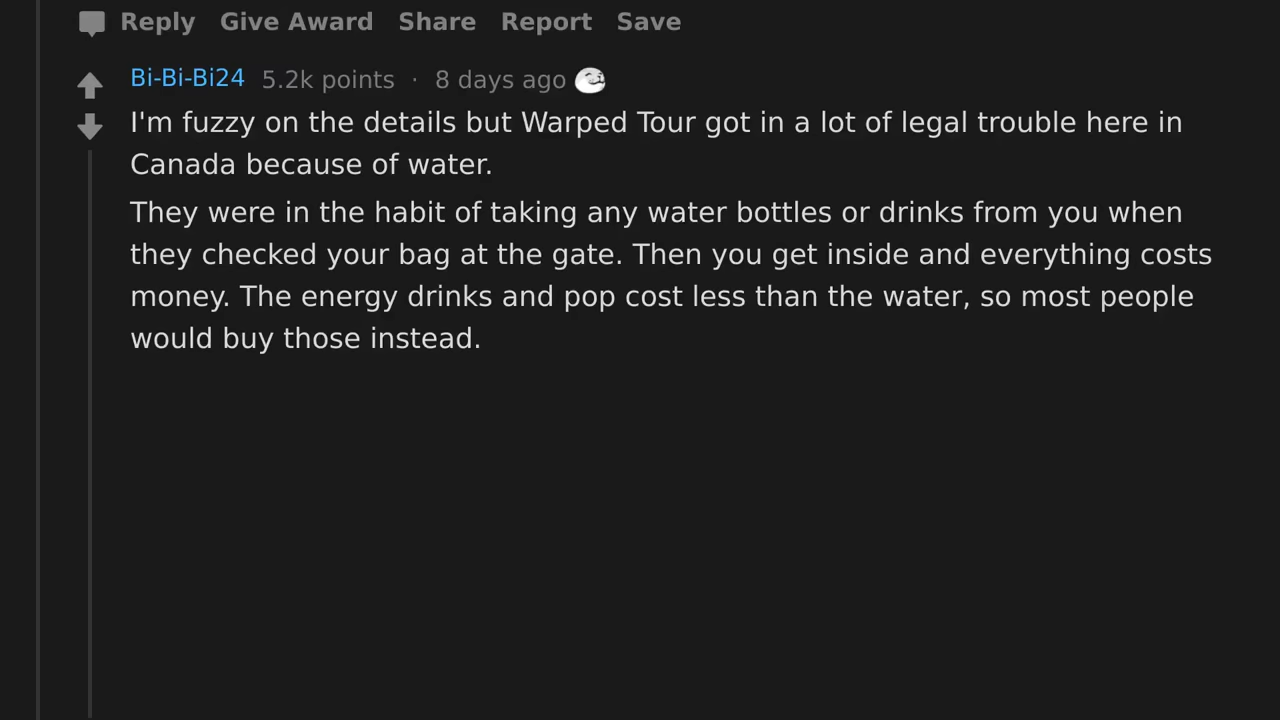 Reply Give Award Share Report Save
Bi-Bi-Bi24 5.2k points · 8 days ago
I'm fuzzy on the details but Warped Tour got in a lot of legal trouble here in
Canada because of water.
They were in the habit of taking any water bottles or drinks from you when
they checked your bag at the gate. Then you get inside and everything costs
money. The energy drinks and pop cost less than the water, so most people
would buy those instead.